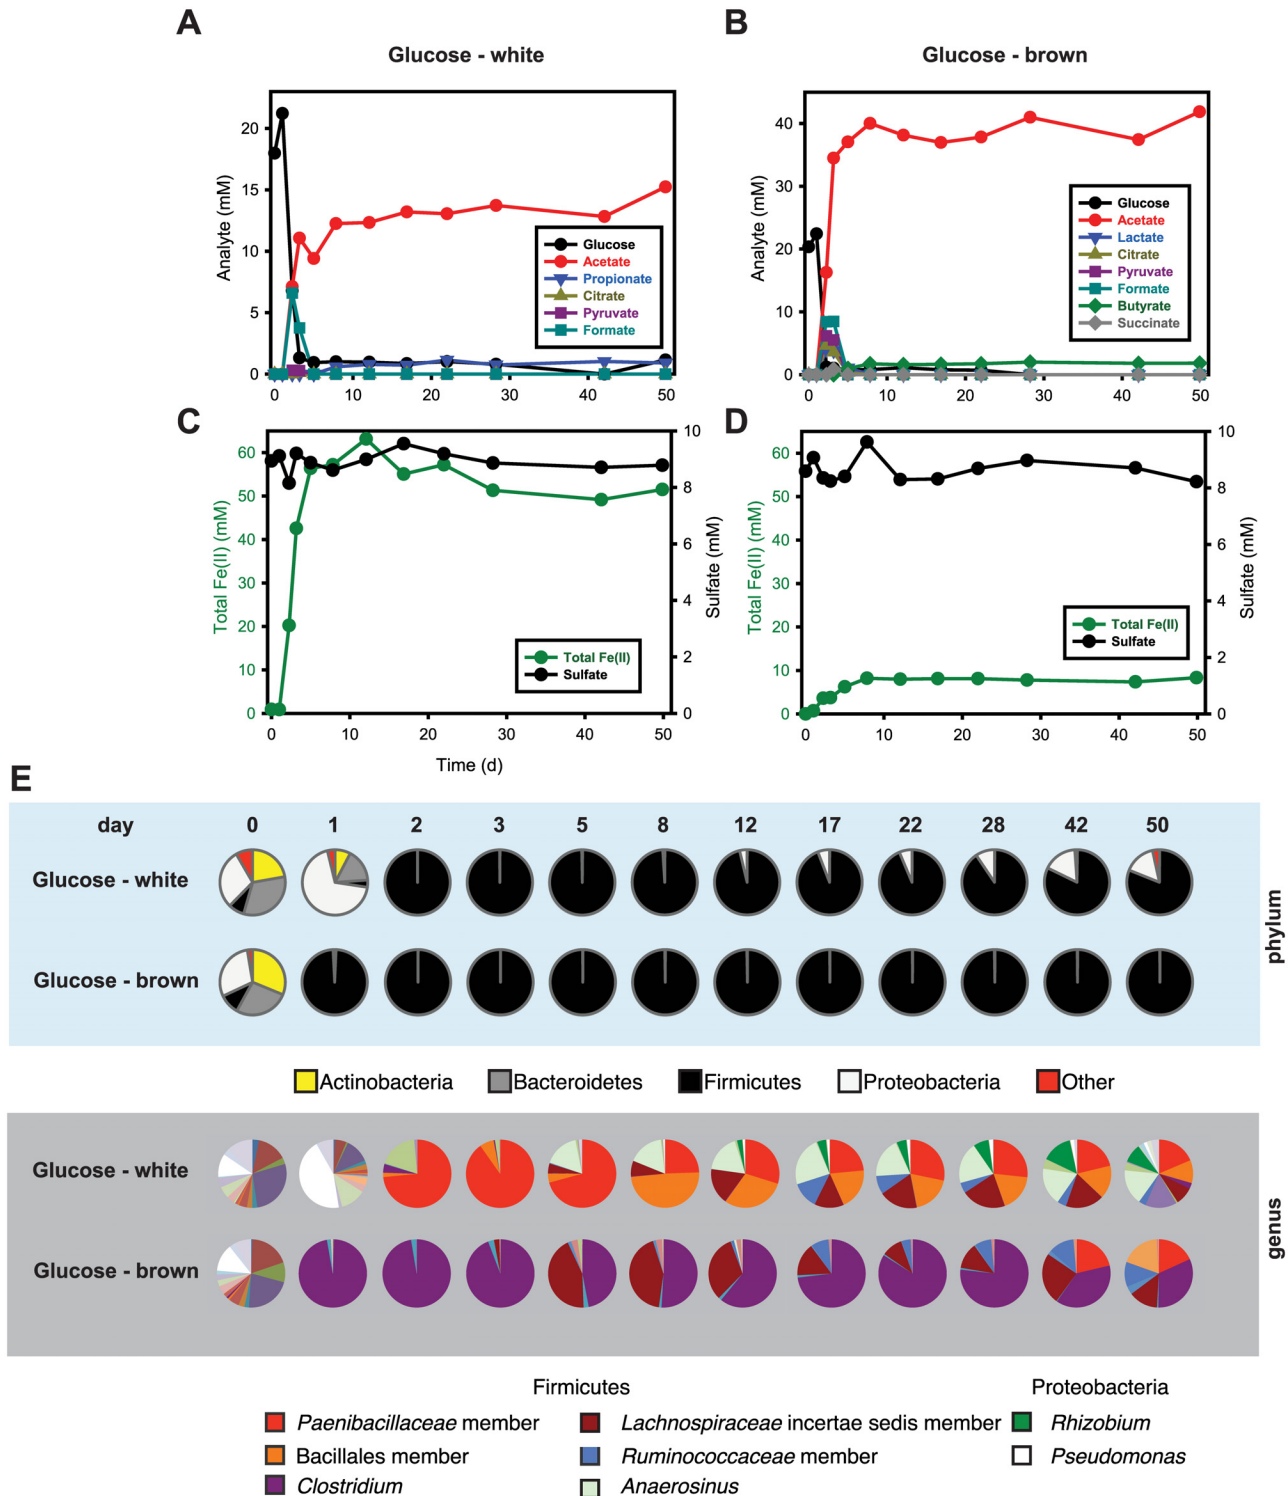 A
B
Glucose - white
Glucose - brown
Analyte (mM)
20
15
10
5
0
0 10 20 30 40 50
Glucose
Acetate
Propionate
Citrate
Pyruvate
Formate
Analyte (mM)
40
30
20
10
0
0 10 20 30 40 50
Glucose
Acetate
Lactate
Citrate
Pyruvate
Formate
Butyrate
Succinate
C
D
Total Fe(II) (mM)
60
50
40
30
20
10
0
10
8
6
4
2
0
Sulfate (mM)
Total Fe(II)
Sulfate
0 10 20 30 40 50
Time (d)
Total Fe(II) (mM)
60
50
40
30
20
10
0
10
8
6
4
2
0
Sulfate (mM)
Total Fe(II)
Sulfate
0 10 20 30 40 50
E
day 0 1 2 3 5 8 12 17 22 28 42 50
Glucose - white
Glucose - brown
phylum
Actinobacteria Bacteroidetes Firmicutes Proteobacteria Other
Glucose - white
Glucose - brown
genus
Firmicutes Proteobacteria
Paenibacillaceae member Lachnospiraceae incertae sedis member Rhizobium
Bacillales member Ruminococcaceae member Pseudomonas
Clostridium Anaerosinus